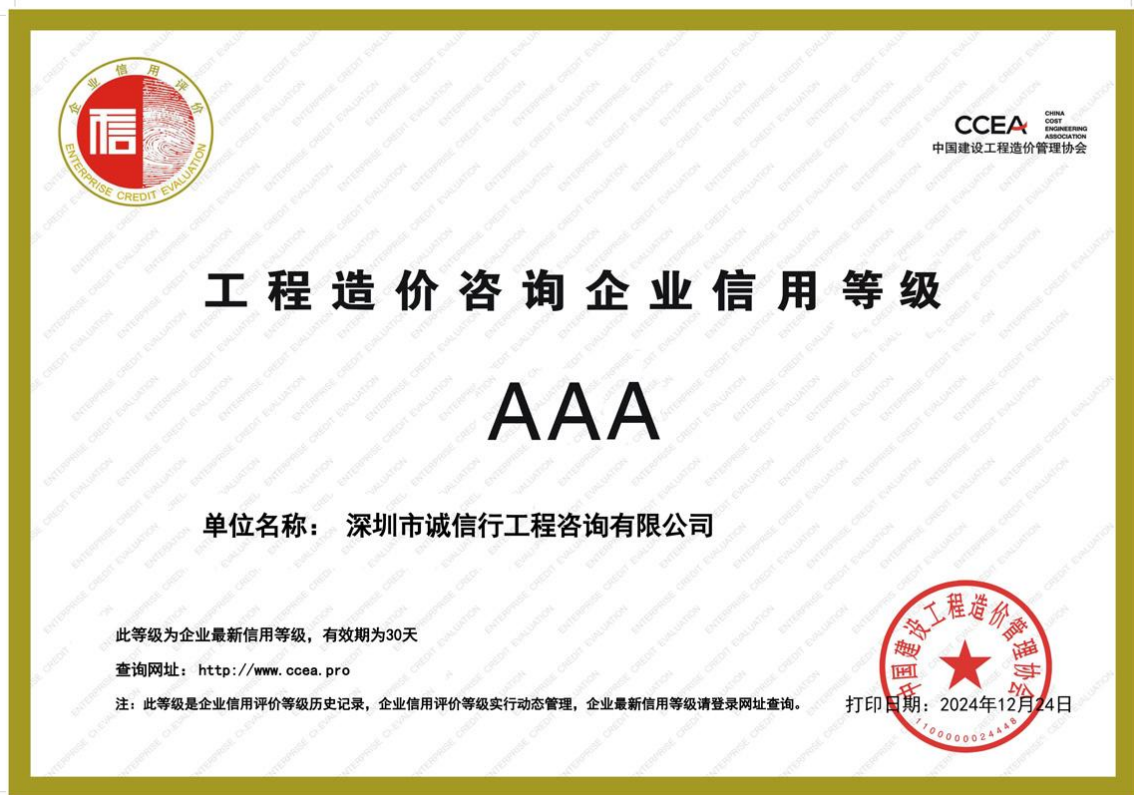 企业信用评价
信
ENTERPRISE CREDIT EVALUATION
CCEA
CHINA
COST
ENGINEERING
ASSOCIATION
中国建设工程造价管理协会
工程造价咨询企业信用等级
AAA
单位名称： 深圳市诚信行工程咨询有限公司
此等级为企业最新信用等级，有效期为30天
查询网址：http://www.ccea.pro
注：此等级是企业信用评价等级历史记录，企业信用评价等级实行动态管理，企业最新信用等级请登录网址查询。
打印日期：2024年12月24日
中国建设工程造价管理协会
1100000024448